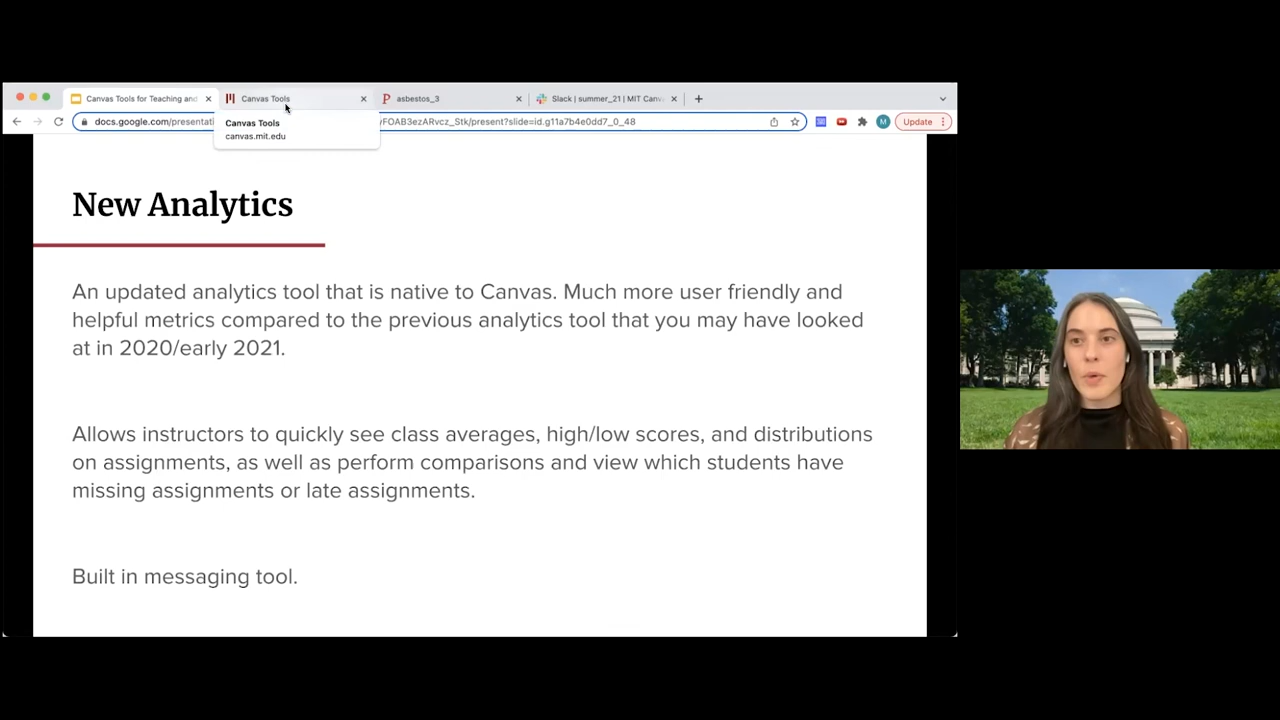 Canvas Tools for Teaching and
Canvas Tools
asbestos_3
Slack | summer_21 | MIT Canv
docs.google.com/presentati
FOAB3ezARvcz_Stk/present?slide=id.g11a7b4e0dd7_0_48
M
Update
Canvas Tools
canvas.mit.edu
New Analytics
An updated analytics tool that is native to Canvas. Much more user friendly and
helpful metrics compared to the previous analytics tool that you may have looked
at in 2020/early 2021.
Allows instructors to quickly see class averages, high/low scores, and distributions
on assignments, as well as perform comparisons and view which students have
missing assignments or late assignments.
Built in messaging tool.